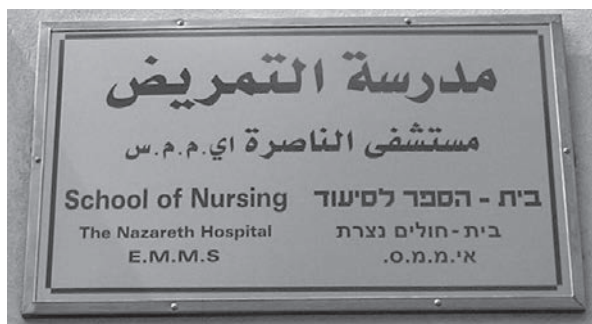 مدرسة التمريض
مستشفى الناصرة اي.م.م.س
School of Nursing
The Nazareth Hospital
E.M.M.S
בית - הספר לסיעוד
בית-חולים נצרת
אי.מ.מ.ס.